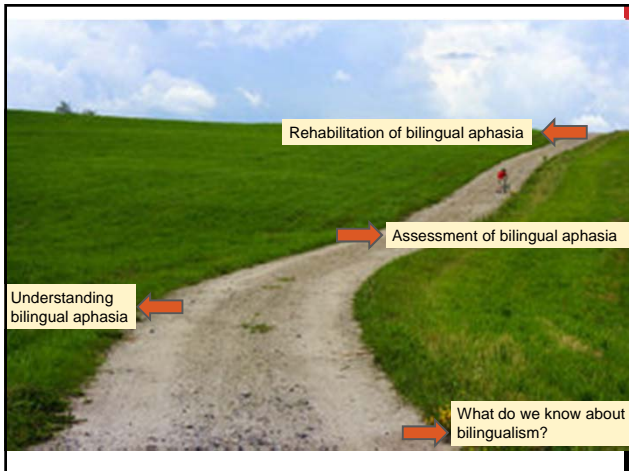 Rehabilitation of bilingual aphasia
Assessment of bilingual aphasia
Understanding
bilingual aphasia
What do we know about
bilingualism?